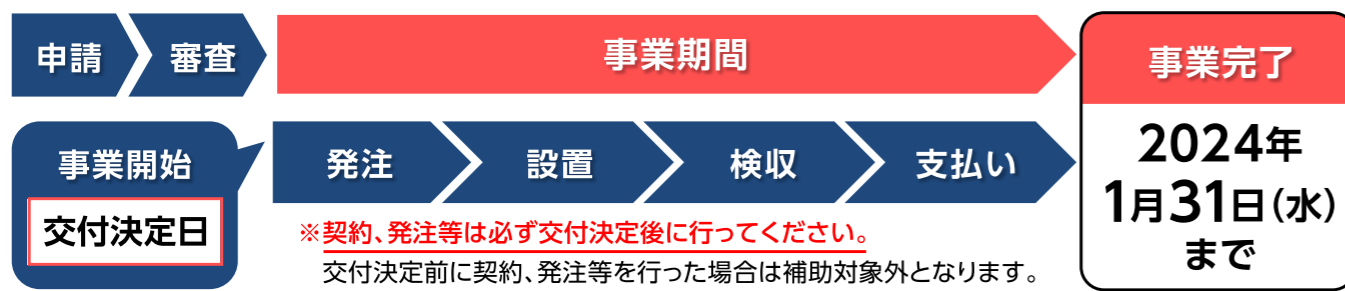 申請
審査
事業期間
事業完了
事業開始
交付決定日
発注
設置
検収
支払い
2024年
1月31日(水)
まで
※契約、発注等は必ず交付決定後に行ってください。
交付決定前に契約、発注等を行った場合は補助対象外となります。